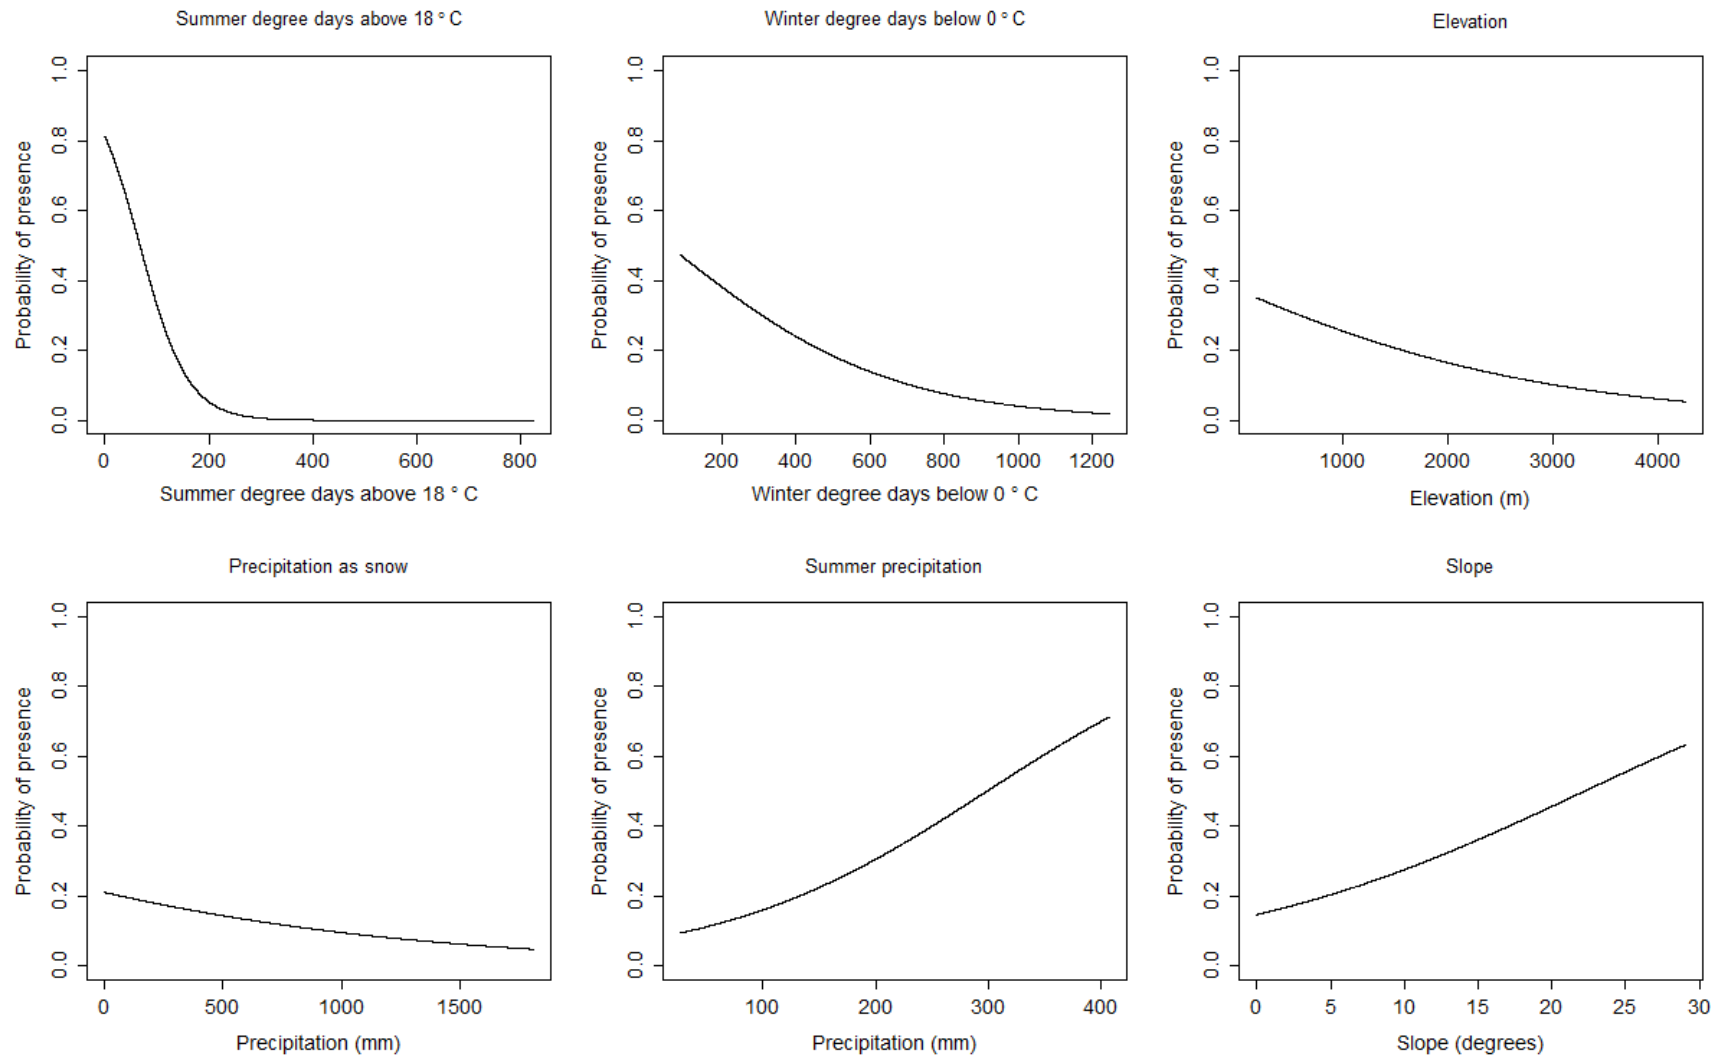 Summer degree days above 18 ° C
Probability of presence
1.0
0.8
0.6
0.4
0.2
0.0
0 200 400 600 800
Summer degree days above 18 ° C
Winter degree days below 0 ° C
Probability of presence
1.0
0.8
0.6
0.4
0.2
0.0
200 400 600 800 1000 1200
Winter degree days below 0 ° C
Elevation
Probability of presence
1.0
0.8
0.6
0.4
0.2
0.0
1000 2000 3000 4000
Elevation (m)
Precipitation as snow
Probability of presence
1.0
0.8
0.6
0.4
0.2
0.0
0 500 1000 1500
Precipitation (mm)
Summer precipitation
Probability of presence
1.0
0.8
0.6
0.4
0.2
0.0
100 200 300 400
Precipitation (mm)
Slope
Probability of presence
1.0
0.8
0.6
0.4
0.2
0.0
0 5 10 15 20 25 30
Slope (degrees)